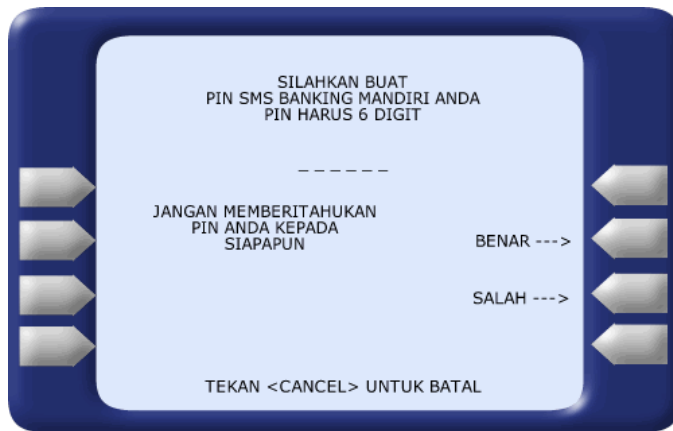 SILAHKAN BUAT
PIN SMS BANKING MANDIRI ANDA
PIN HARUS 6 DIGIT
_ _ _ _ _ _
JANGAN MEMBERITAHUKAN
PIN ANDA KEPADA
SIAPAPUN
BENAR --->
SALAH --->
TEKAN <CANCEL> UNTUK BATAL